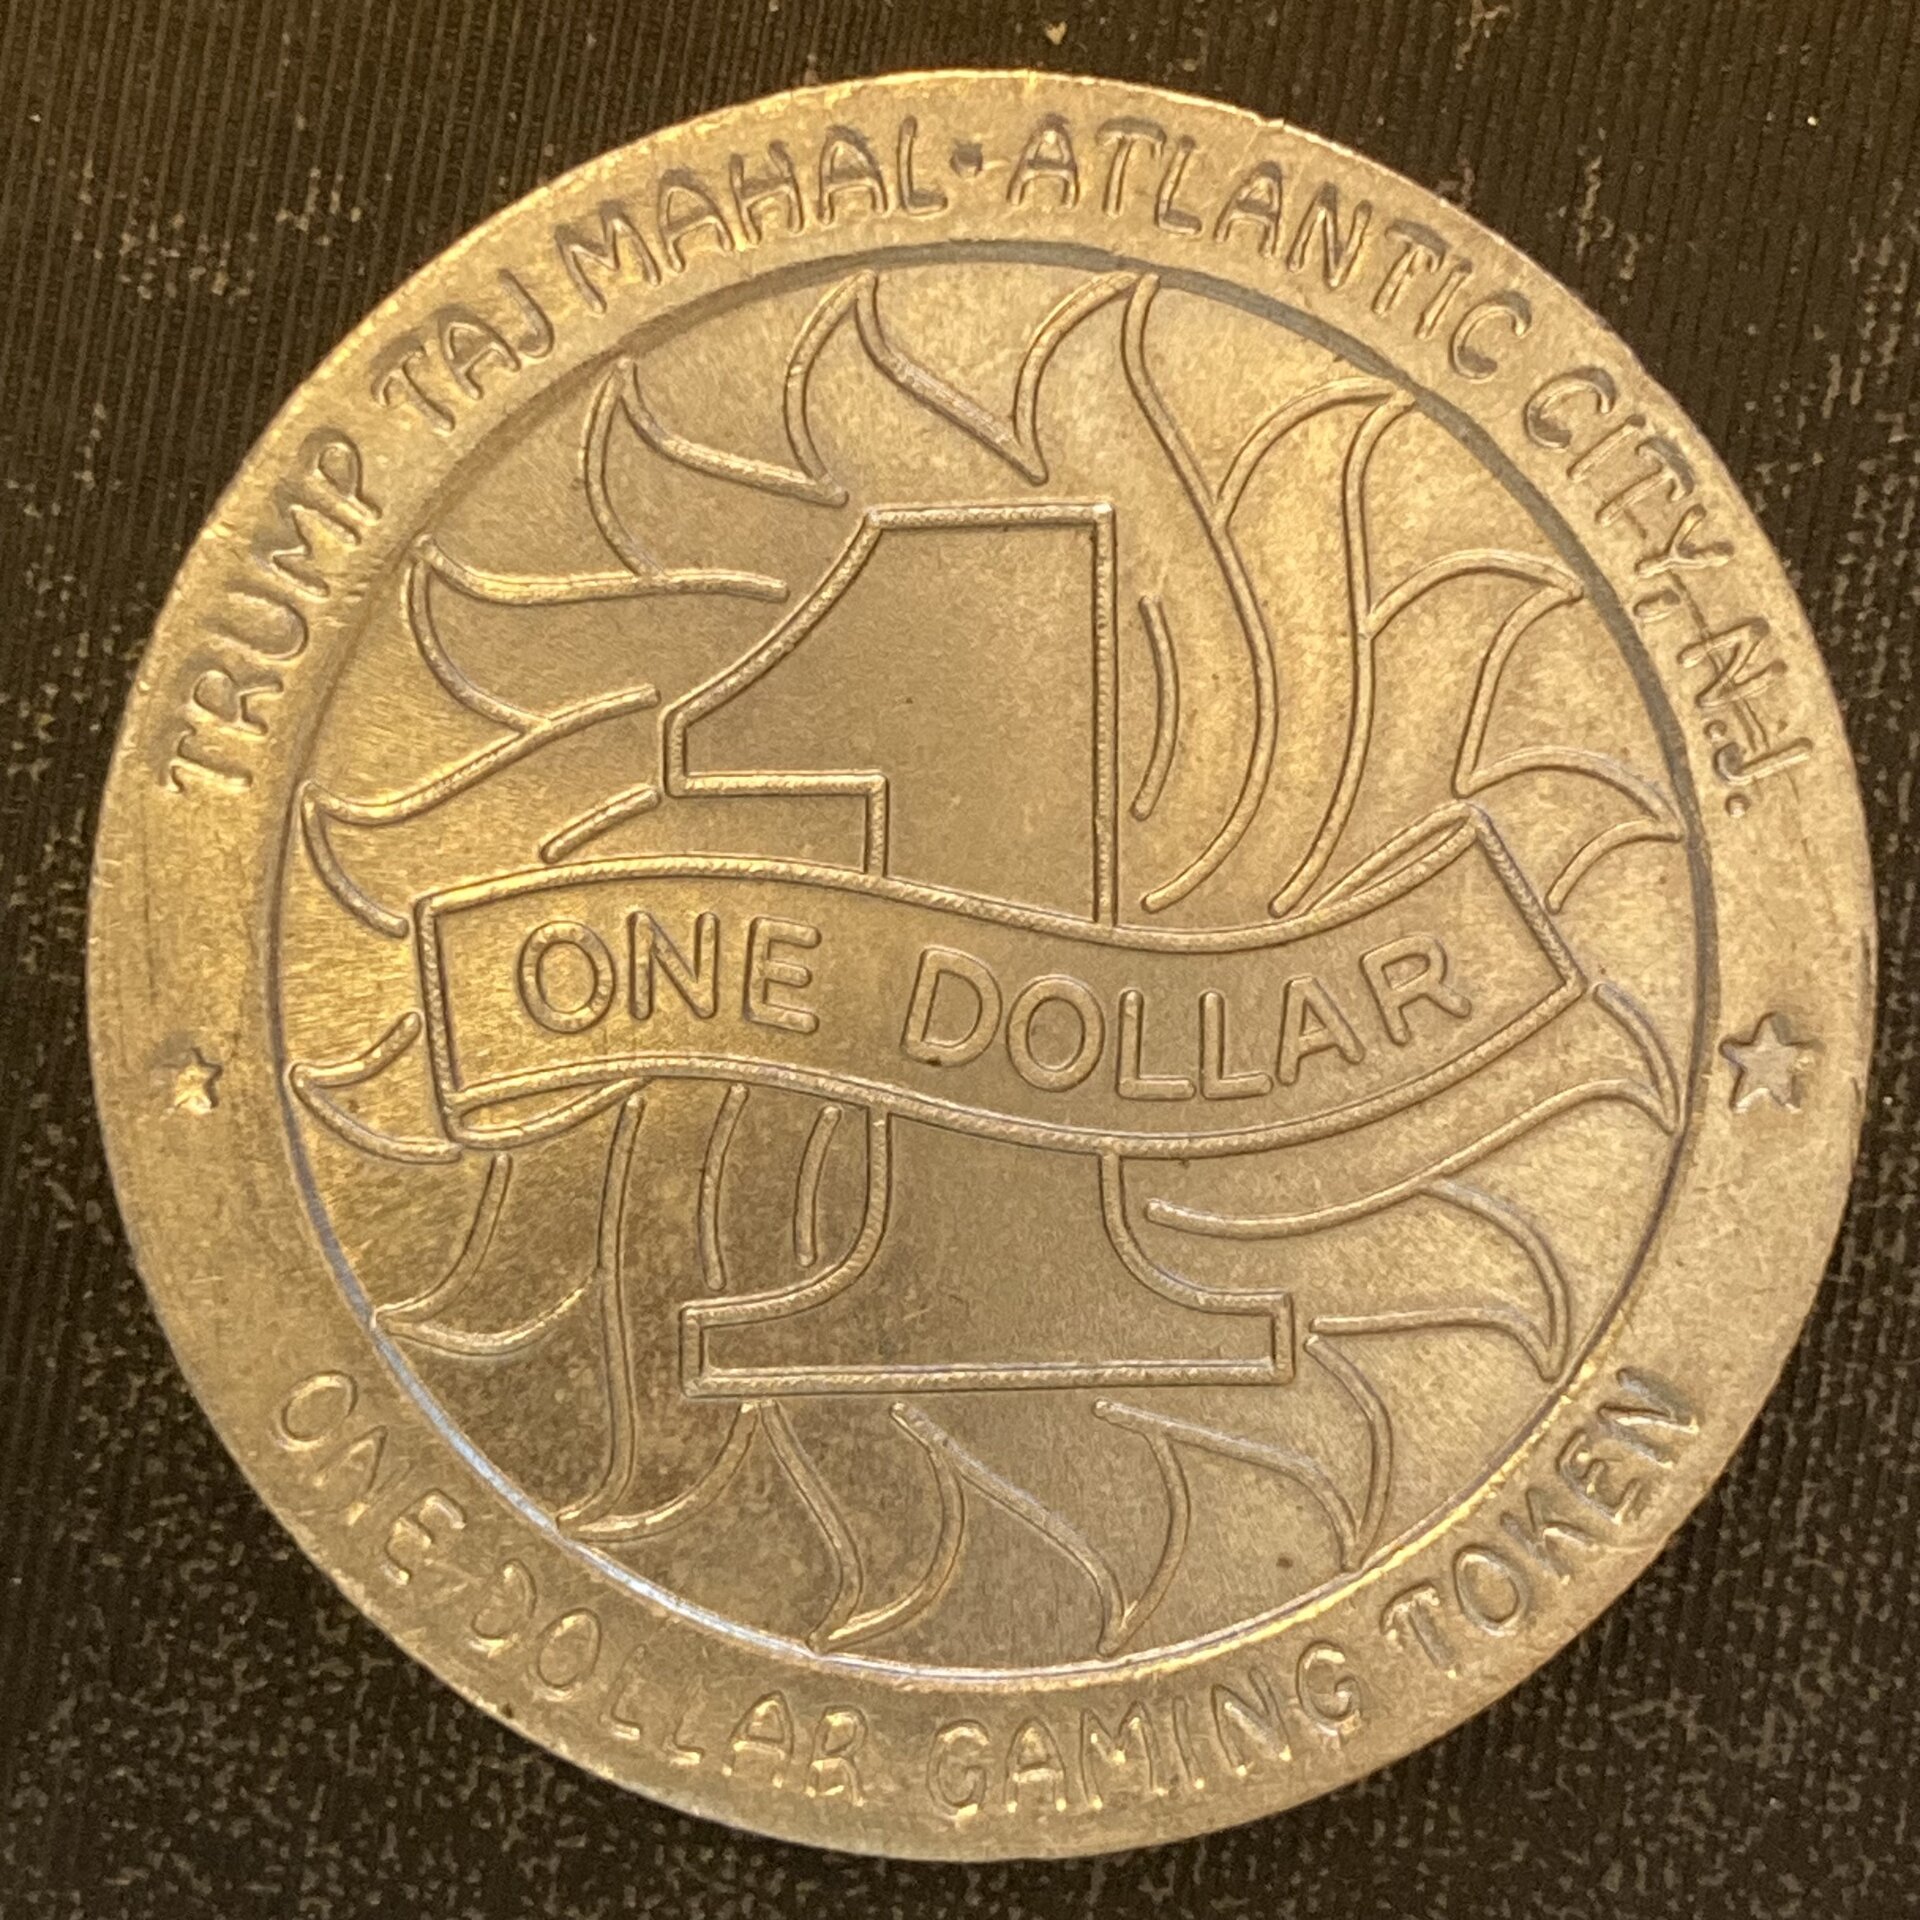 TRUMP TAJ MAHAL · ATLANTIC CITY, N.J.
1
ONE DOLLAR
ONE DOLLAR GAMING TOKEN